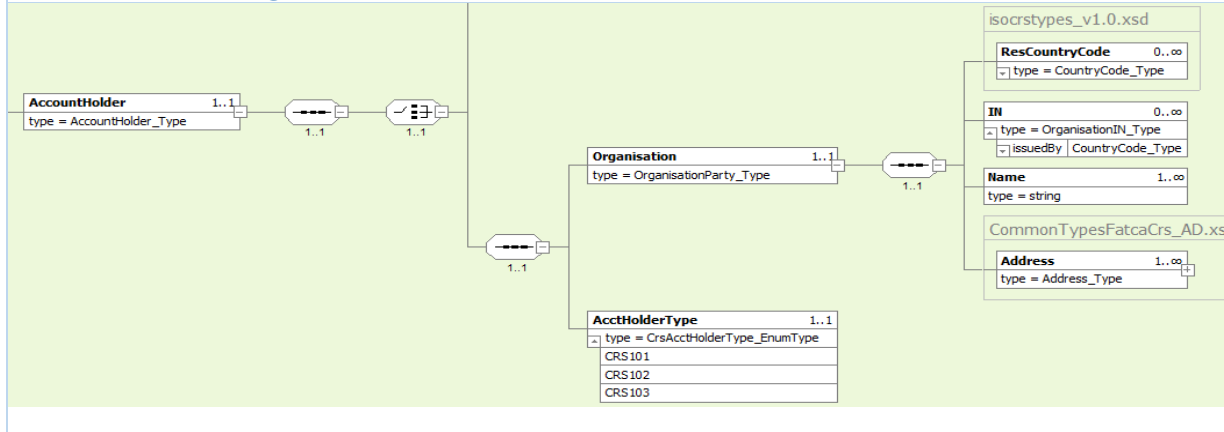 isocrstypes_v1.0.xsd
ResCountryCode 0..∞
type = CountryCode_Type
AccountHolder 1..1
type = AccountHolder_Type
1..1
1..1
IN 0..∞
type = OrganisationIN_Type
issuedBy CountryCode_Type
Organisation 1..1
type = OrganisationParty_Type
1..1
Name 1..∞
type = string
CommonTypesFatcaCrs_AD.xs
Address 1..∞
type = Address_Type
1..1
AcctHolderType 1..1
type = CrsAcctHolderType_EnumType
CRS101
CRS102
CRS103